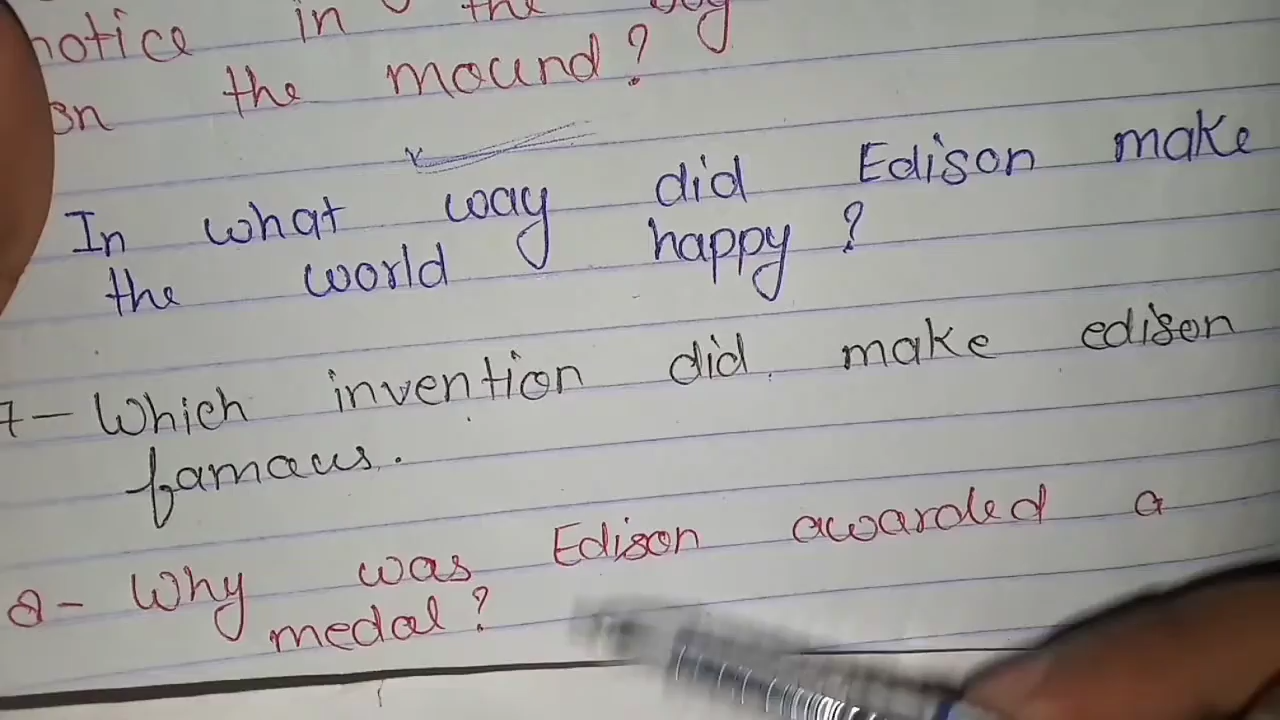 notice in the boy
on the mound?
In what way did Edison make
the world happy?
7- Which invention did make edison
famous.
8- Why was Edison awarded a
medal?